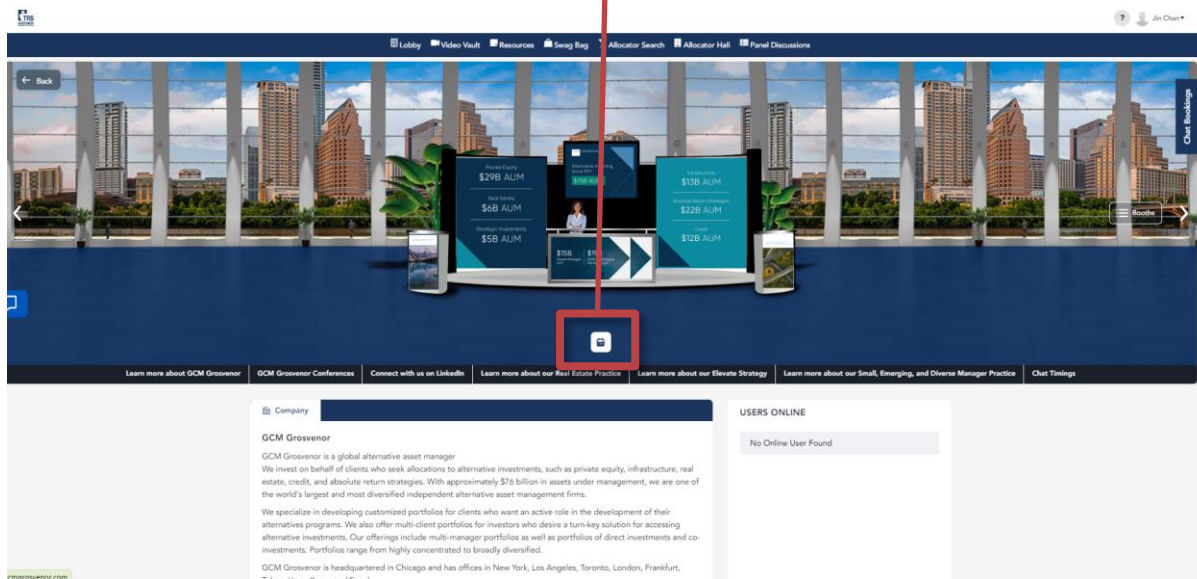 TRS
? Jin Chan
Lobby Video Vault Resources Swag Bag Allocator Search Allocator Hall Panel Discussions
← Back
Chat Bookings
Private Equity
$29B AUM
Real Estate
$6B AUM
Strategic Investments
$5B AUM
Alternative Investing
Since 1971
$76B AUM
Infrastructure
$13B AUM
Absolute Return Strategies
$22B AUM
Credit
$12B AUM
$15B
Booths
Learn more about GCM Grosvenor
GCM Grosvenor Conferences
Connect with us on LinkedIn
Learn more about our Real Estate Practice
Learn more about our Elevate Strategy
Learn more about our Small, Emerging, and Diverse Manager Practice
Chat Timings
Company
GCM Grosvenor
GCM Grosvenor is a global alternative asset manager
We invest on behalf of clients who seek allocations to alternative investments, such as private equity, infrastructure, real
estate, credit, and absolute return strategies. With approximately $76 billion in assets under management, we are one of
the world's largest and most diversified independent alternative asset management firms.
We specialize in developing customized portfolios for clients who want an active role in the development of their
alternatives programs. We also offer multi-client portfolios for investors who desire a turn-key solution for accessing
alternative investments. Our offerings include multi-manager portfolios as well as portfolios of direct investments and co-
investments. Portfolios range from highly concentrated to broadly diversified.
GCM Grosvenor is headquartered in Chicago and has offices in New York, Los Angeles, Toronto, London, Frankfurt,
USERS ONLINE
No Online User Found